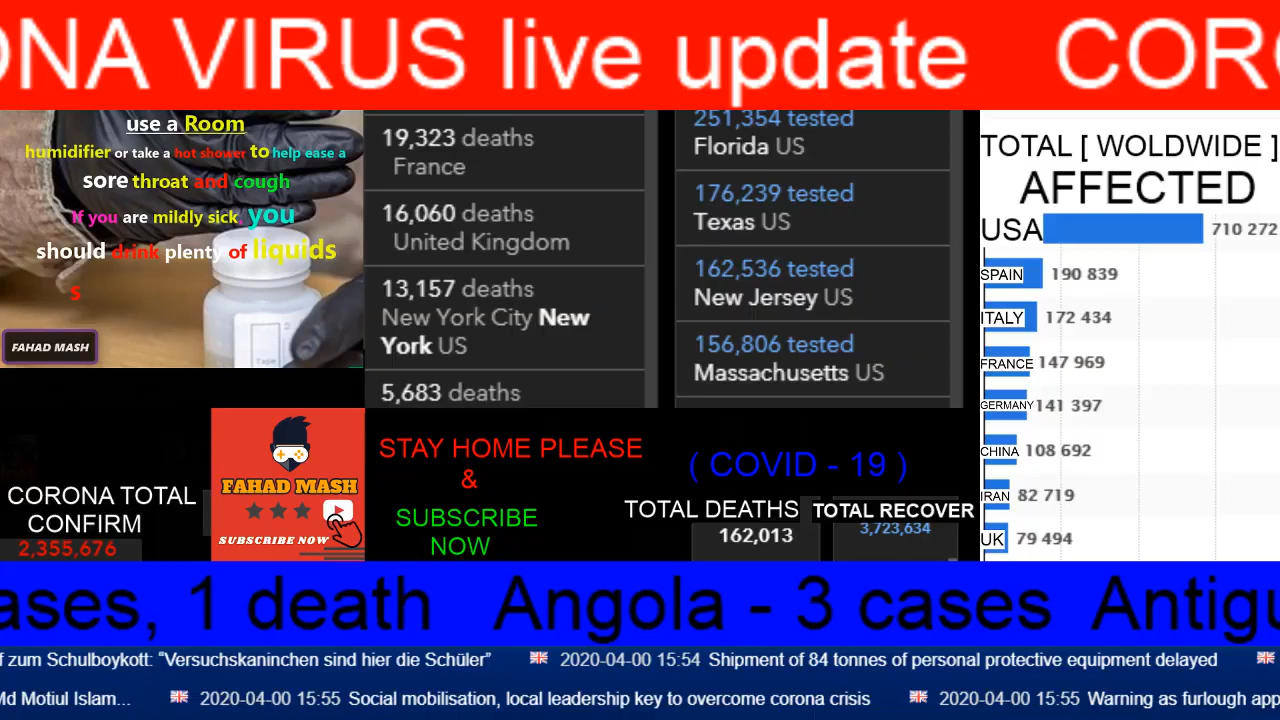 ONA VIRUS live update COR
use a Room
humidifier or take a hot shower to help ease a
sore throat and cough
If you are mildly sick, you
should drink plenty of liquids
s
FAHAD MASH
19,323 deaths
France
16,060 deaths
United Kingdom
13,157 deaths
New York City New
York US
5,683 deaths
251,354 tested
Florida US
176,239 tested
Texas US
162,536 tested
New Jersey US
156,806 tested
Massachusetts US
TOTAL [ WOLDWIDE ]
AFFECTED
USA 710 272
SPAIN 190 839
ITALY 172 434
FRANCE 147 969
GERMANY 141 397
CHINA 108 692
IRAN 82 719
UK 79 494
CORONA TOTAL
CONFIRM
2,355,676
FAHAD MASH
SUBSCRIBE NOW
STAY HOME PLEASE
&
SUBSCRIBE
NOW
( COVID - 19 )
TOTAL DEATHS
162,013
TOTAL RECOVER
3,723,634
ases, 1 death Angola - 3 cases Antigu
f zum Schulboykott: “Versuchskaninchen sind hier die Schüler” 2020-04-00 15:54 Shipment of 84 tonnes of personal protective equipment delayed
Md Motiul Islam... 2020-04-00 15:55 Social mobilisation, local leadership key to overcome corona crisis 2020-04-00 15:55 Warning as furlough app